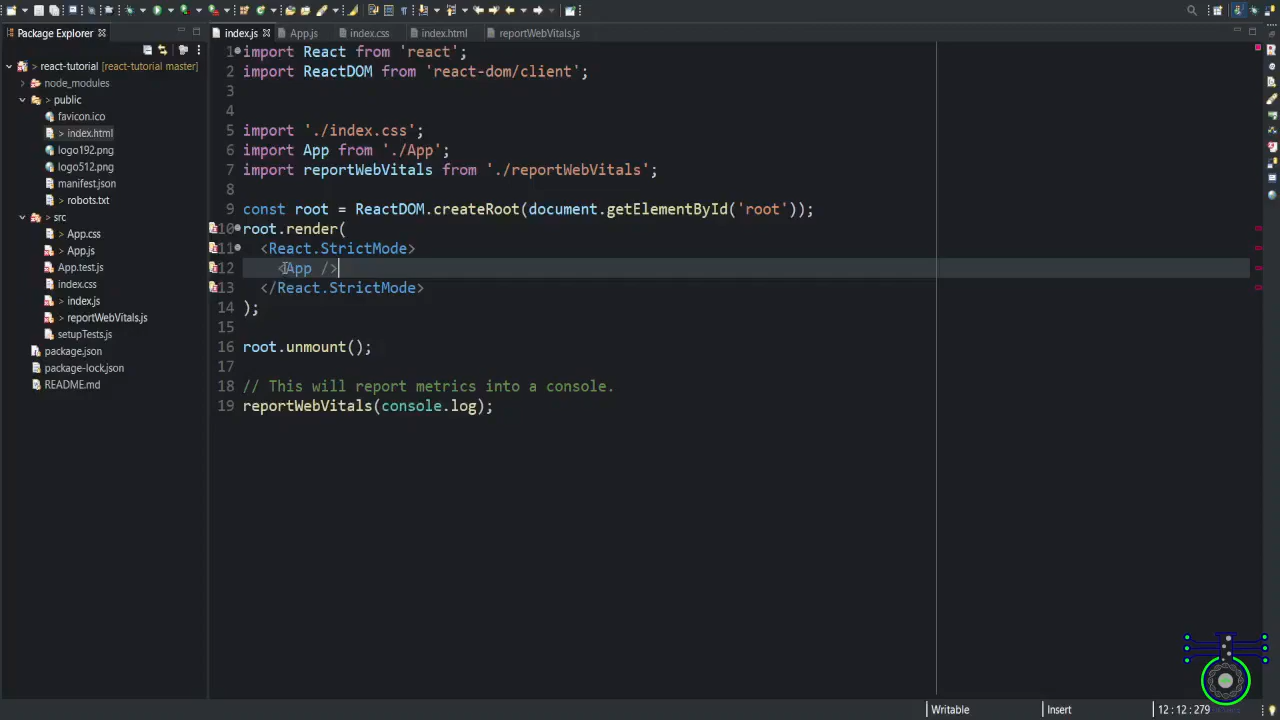 Package Explorer
index.js
App.js
index.css
index.html
reportWebVitals.js
> react-tutorial [react-tutorial master]
node_modules
> public
favicon.ico
> index.html
logo192.png
logo512.png
manifest.json
> robots.txt
> src
> App.css
> App.js
App.test.js
index.css
> index.js
> reportWebVitals.js
setupTests.js
package.json
package-lock.json
README.md
1 import React from 'react';
2 import ReactDOM from 'react-dom/client';
3
4
5 import './index.css';
6 import App from './App';
7 import reportWebVitals from './reportWebVitals';
8
9 const root = ReactDOM.createRoot(document.getElementById('root'));
10 root.render(
11 <React.StrictMode>
12 <App />
13 </React.StrictMode>
14 );
15
16 root.unmount();
17
18 // This will report metrics into a console.
19 reportWebVitals(console.log);
Writable
Insert
12 : 12 : 279